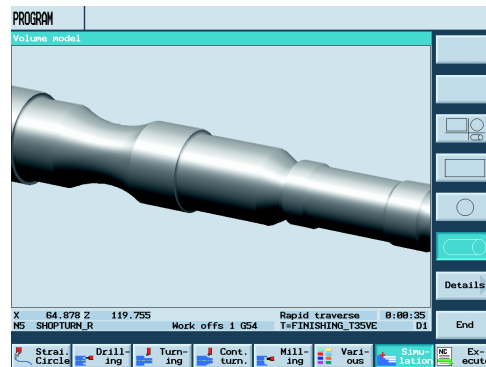 PROGRAM
Volume model
Details
X 64.878 Z 119.755 Rapid traverse 0:00:35
N5 SHOPTURN_R Work offs 1 G54 T=FINISHING_T35VE D1
End
Strai. Drill- Turn- Cont. Mill- Vari- Simu- NC Ex-
Circle ing ing turn. ing ous lation ecut